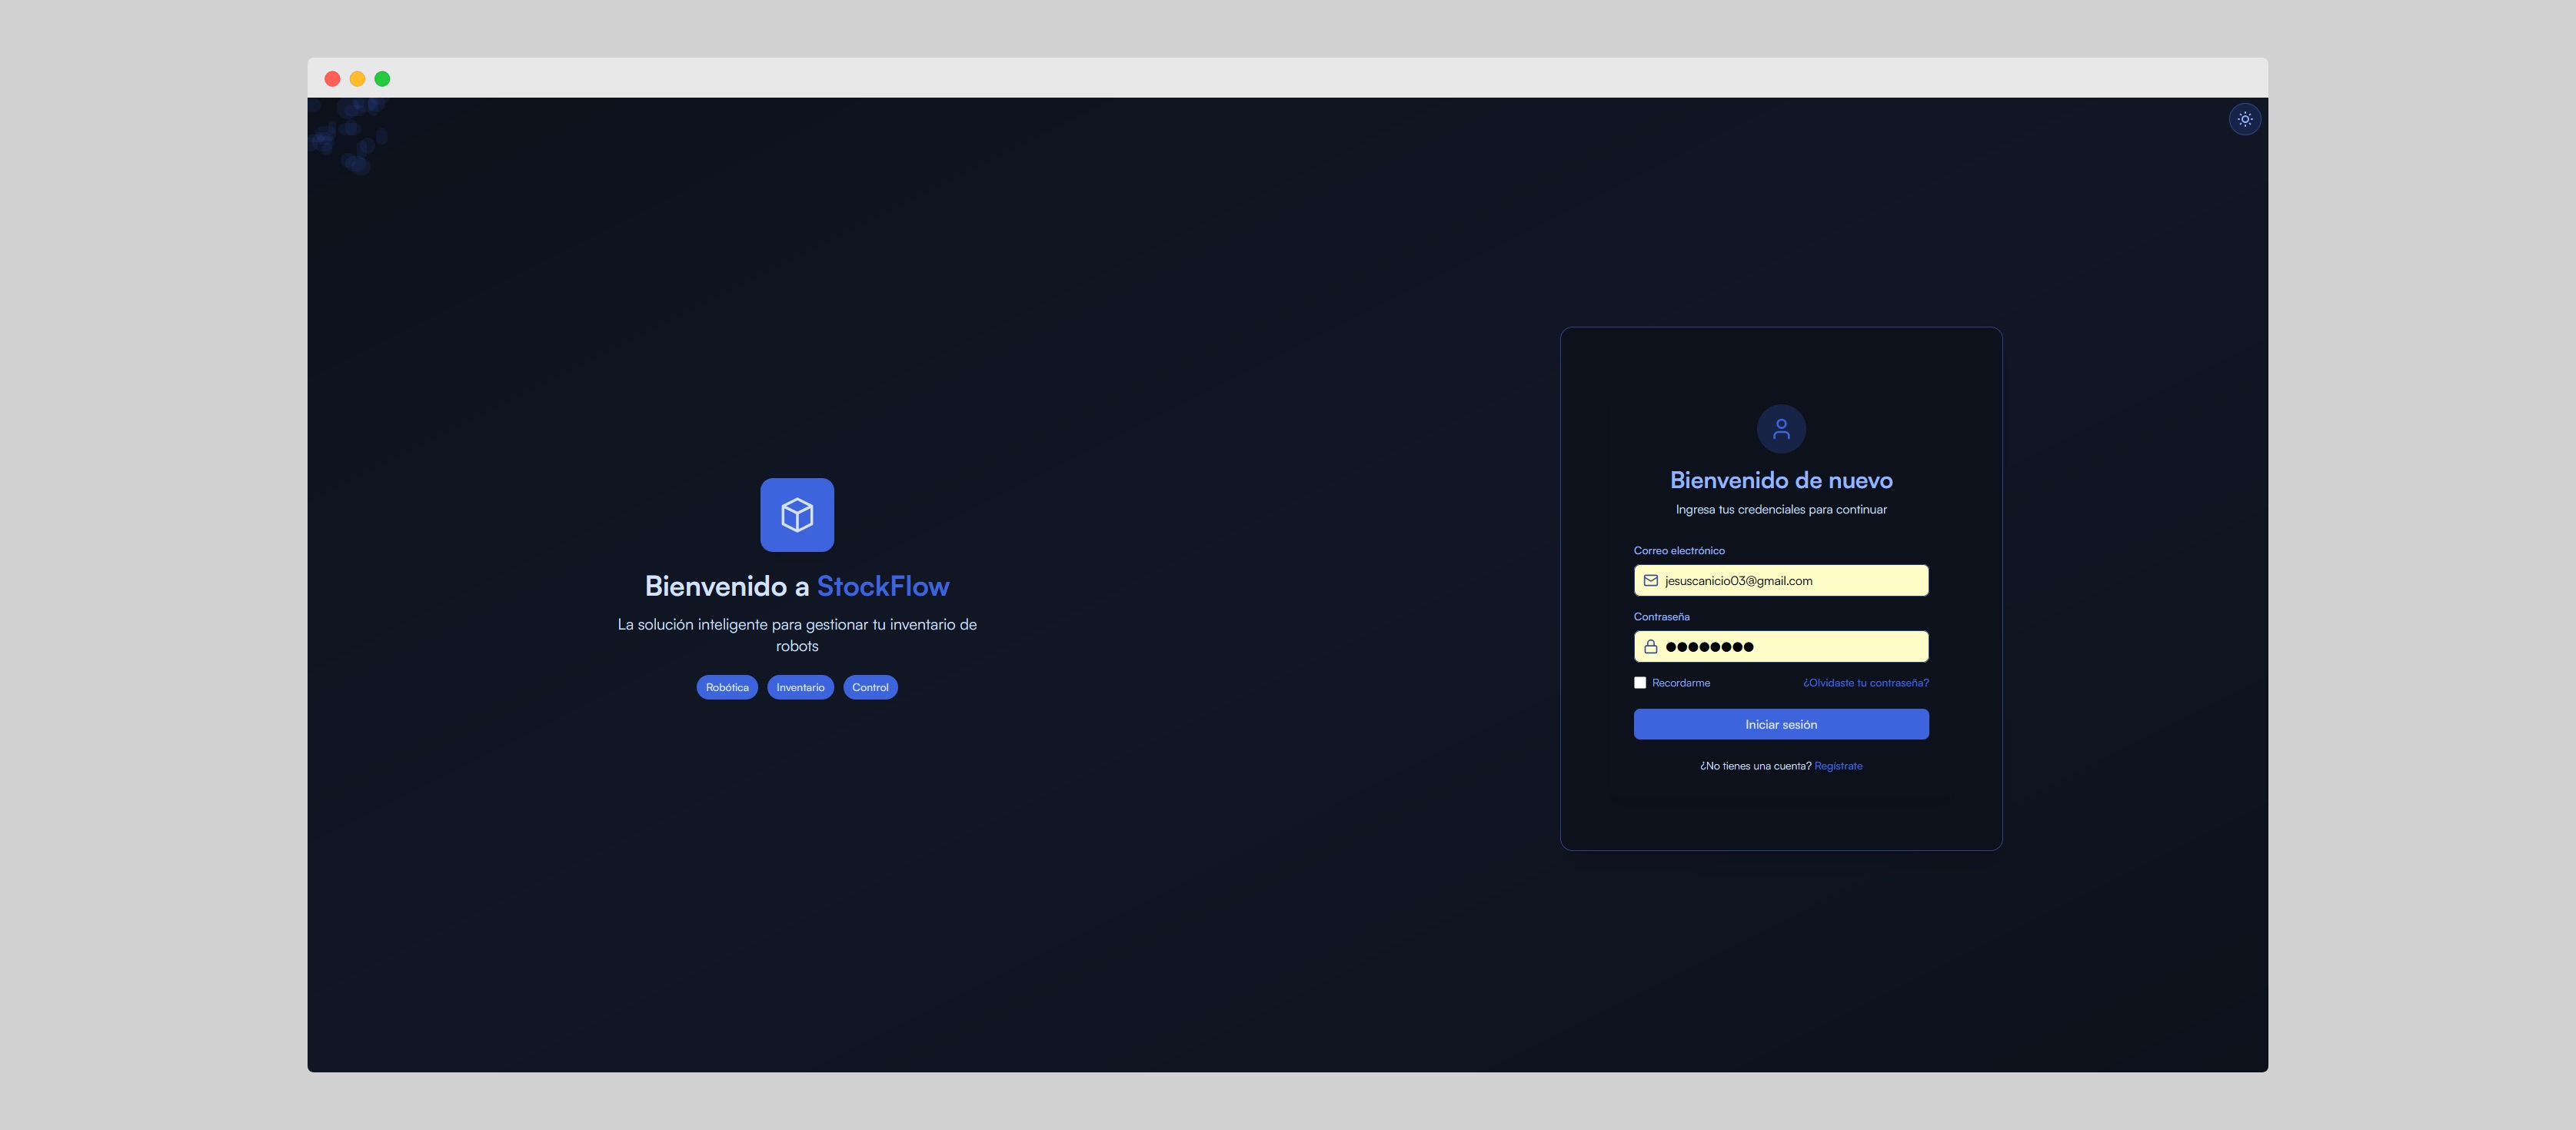 Bienvenido a StockFlow
La solución inteligente para gestionar tu inventario de
robots
Robótica Inventario Control
Bienvenido de nuevo
Ingresa tus credenciales para continuar
Correo electrónico
jesuscanicio03@gmail.com
Contraseña
Recordarme ¿Olvidaste tu contraseña?
Iniciar sesión
¿No tienes una cuenta? Regístrate